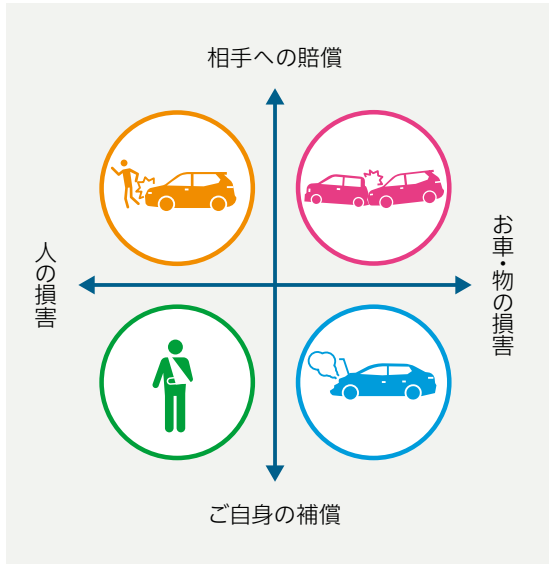 相手への賠償
人の損害
お車・物の損害
ご自身の補償